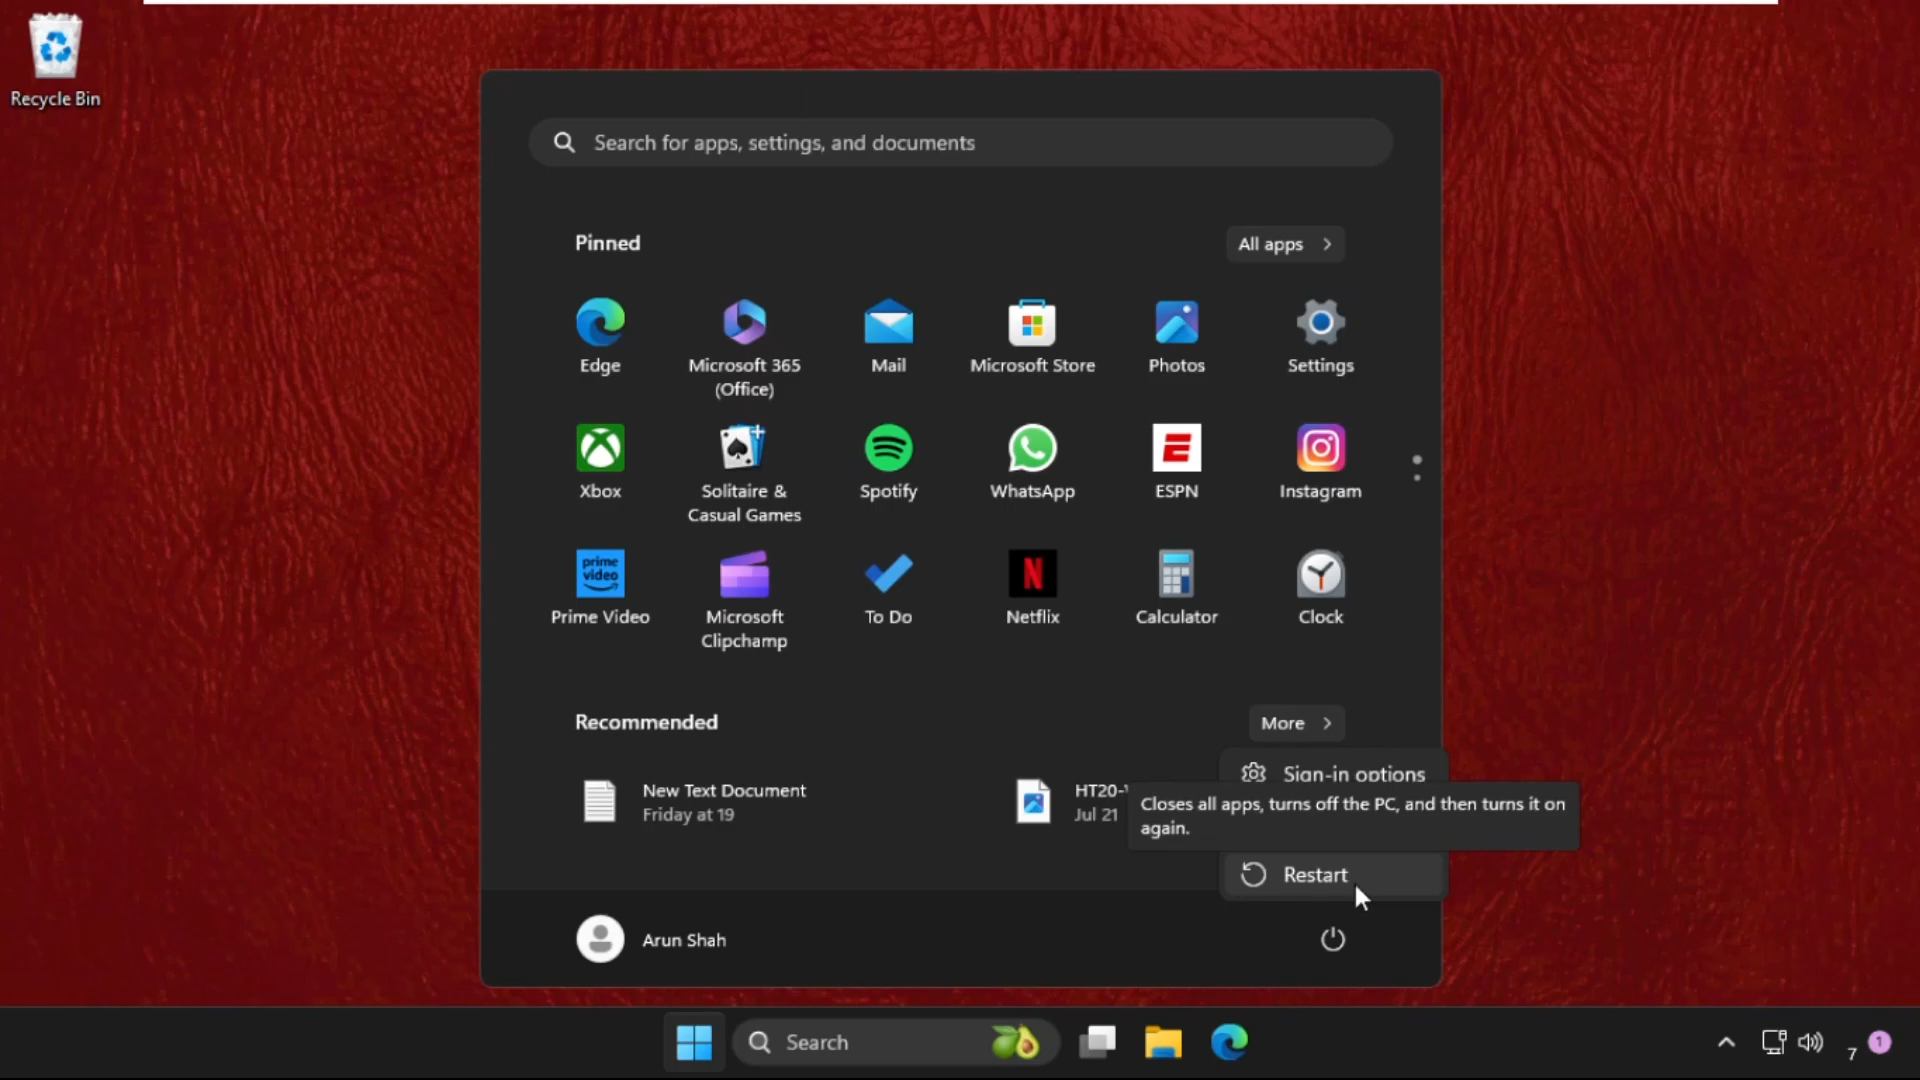 Recycle Bin
Search for apps, settings, and documents
Pinned
All apps
Edge
Microsoft 365
(Office)
Mail
Microsoft Store
Photos
Settings
Xbox
Solitaire &
Casual Games
Spotify
WhatsApp
E
ESPN
Instagram
prime
video
Prime Video
Microsoft
Clipchamp
To Do
N
Netflix
Calculator
Clock
Recommended
More
New Text Document
Friday at 19
HT20-
Jul 21
Sign-in options
Closes all apps, turns off the PC, and then turns it on
again.
Restart
Arun Shah
Search
7
1